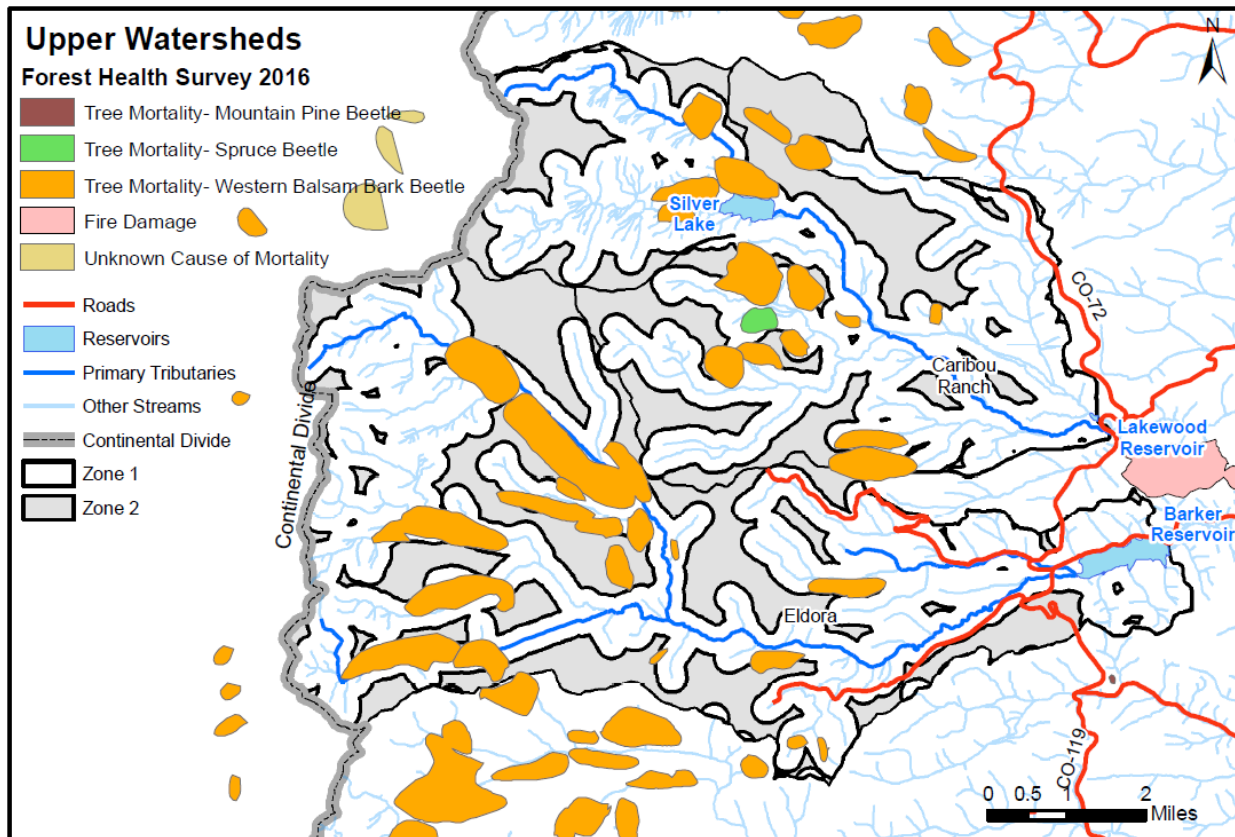 Upper Watersheds
Forest Health Survey 2016
Tree Mortality- Mountain Pine Beetle
Tree Mortality- Spruce Beetle
Tree Mortality- Western Balsam Bark Beetle
Fire Damage
Unknown Cause of Mortality
Roads
Reservoirs
Primary Tributaries
Other Streams
Continental Divide
Zone 1
Zone 2
N
Silver
Lake
CO-72
Caribou
Ranch
Continental Divide
Lakewood
Reservoir
Barker
Reservoir
Eldora
CO-119
0 0.5 1 2
Miles